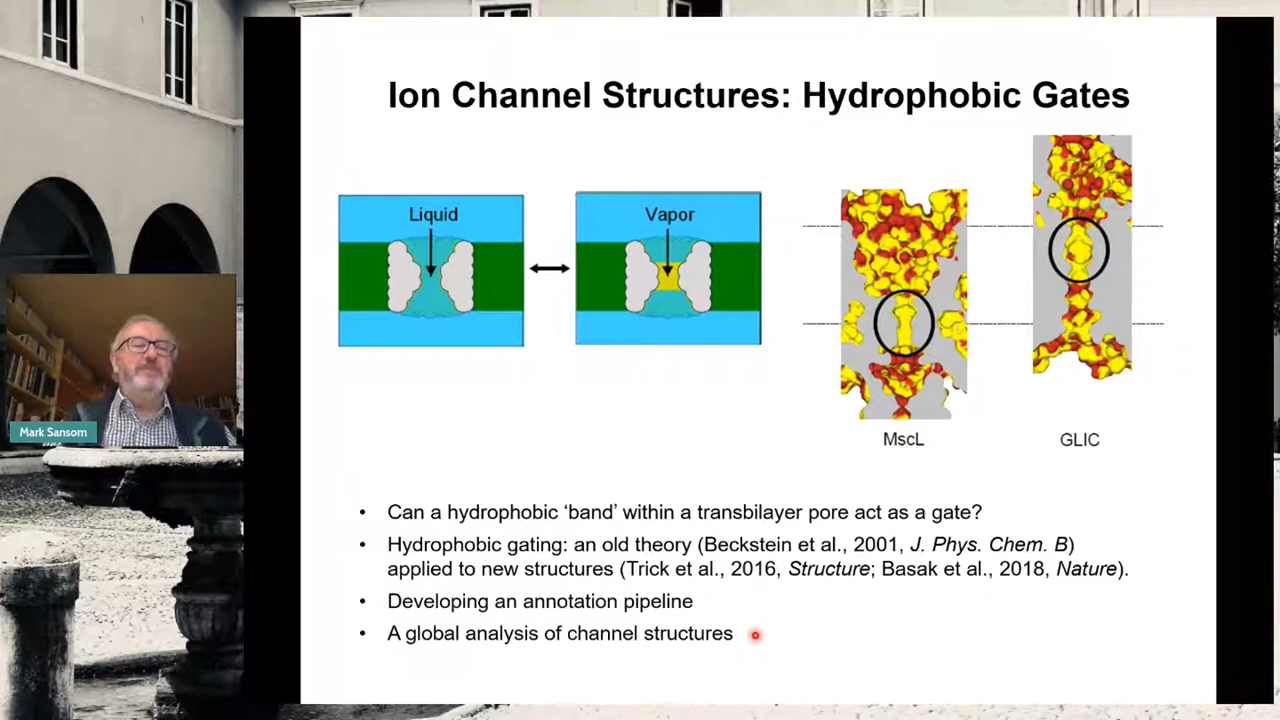 Ion Channel Structures: Hydrophobic Gates
Liquid
Vapor
MscL
GLIC
Mark Sansom
• Can a hydrophobic ‘band’ within a transbilayer pore act as a gate?
• Hydrophobic gating: an old theory (Beckstein et al., 2001, J. Phys. Chem. B)
applied to new structures (Trick et al., 2016, Structure; Basak et al., 2018, Nature).
• Developing an annotation pipeline
• A global analysis of channel structures